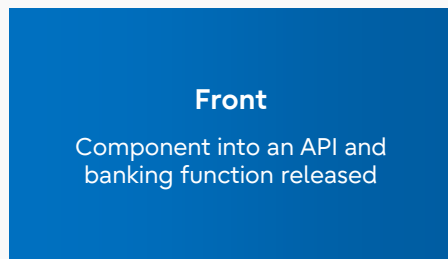 Front
Component into an API and
banking function released